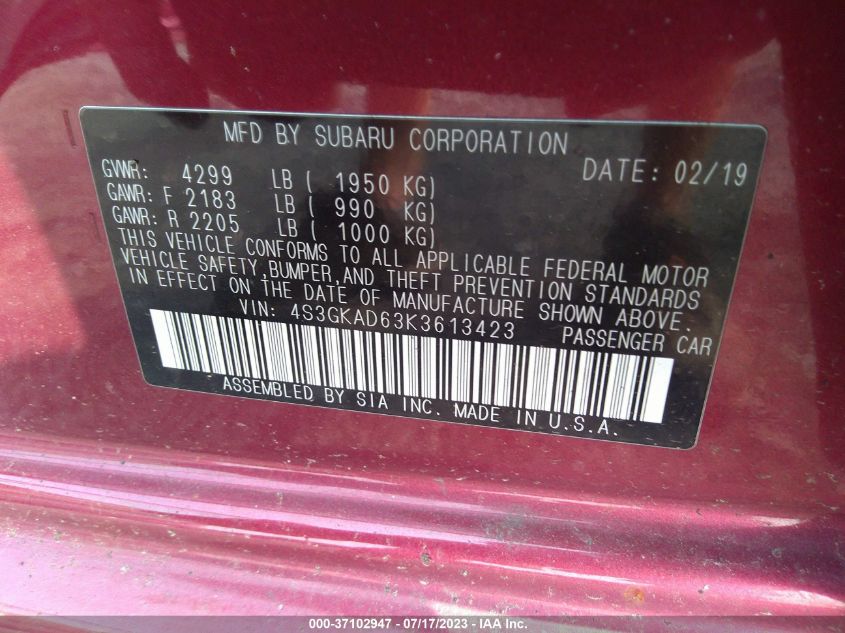 MFD BY SUBARU CORPORATION
GVWR: 4299 LB ( 1950 KG) DATE: 02/19
GAWR: F 2183 LB ( 990 KG)
GAWR: R 2205 LB ( 1000 KG)
THIS VEHICLE CONFORMS TO ALL APPLICABLE FEDERAL MOTOR
VEHICLE SAFETY,BUMPER,AND THEFT PREVENTION STANDARDS
IN EFFECT ON THE DATE OF MANUFACTURE SHOWN ABOVE.
VIN: 4S3GKAD63K3613423 PASSENGER CAR
ASSEMBLED BY SIA INC. MADE IN U.S.A.
000-37102947 / 07/17/2023 / IAA Inc.